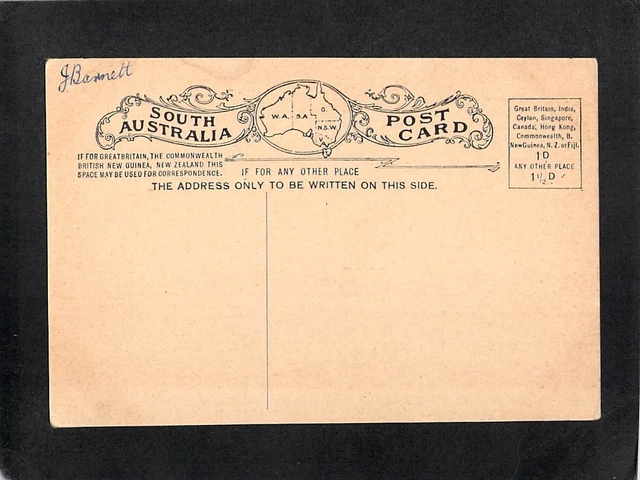 J Barnett
SOUTH
AUSTRALIA
W.A. S.A. Q.
N.S.W.
V.
POST
CARD
Great Britain, India,
Ceylon, Singapore,
Canada, Hong Kong,
Commonwealth, B.
New Guinea, N. Z. or Fiji.
1D
ANY OTHER PLACE
1½ D
IF FOR GREAT BRITAIN, THE COMMONWEALTH
BRITISH NEW GUINEA, NEW ZEALAND THIS
SPACE MAY BE USED FOR CORRESPONDENCE.
IF FOR ANY OTHER PLACE
THE ADDRESS ONLY TO BE WRITTEN ON THIS SIDE.